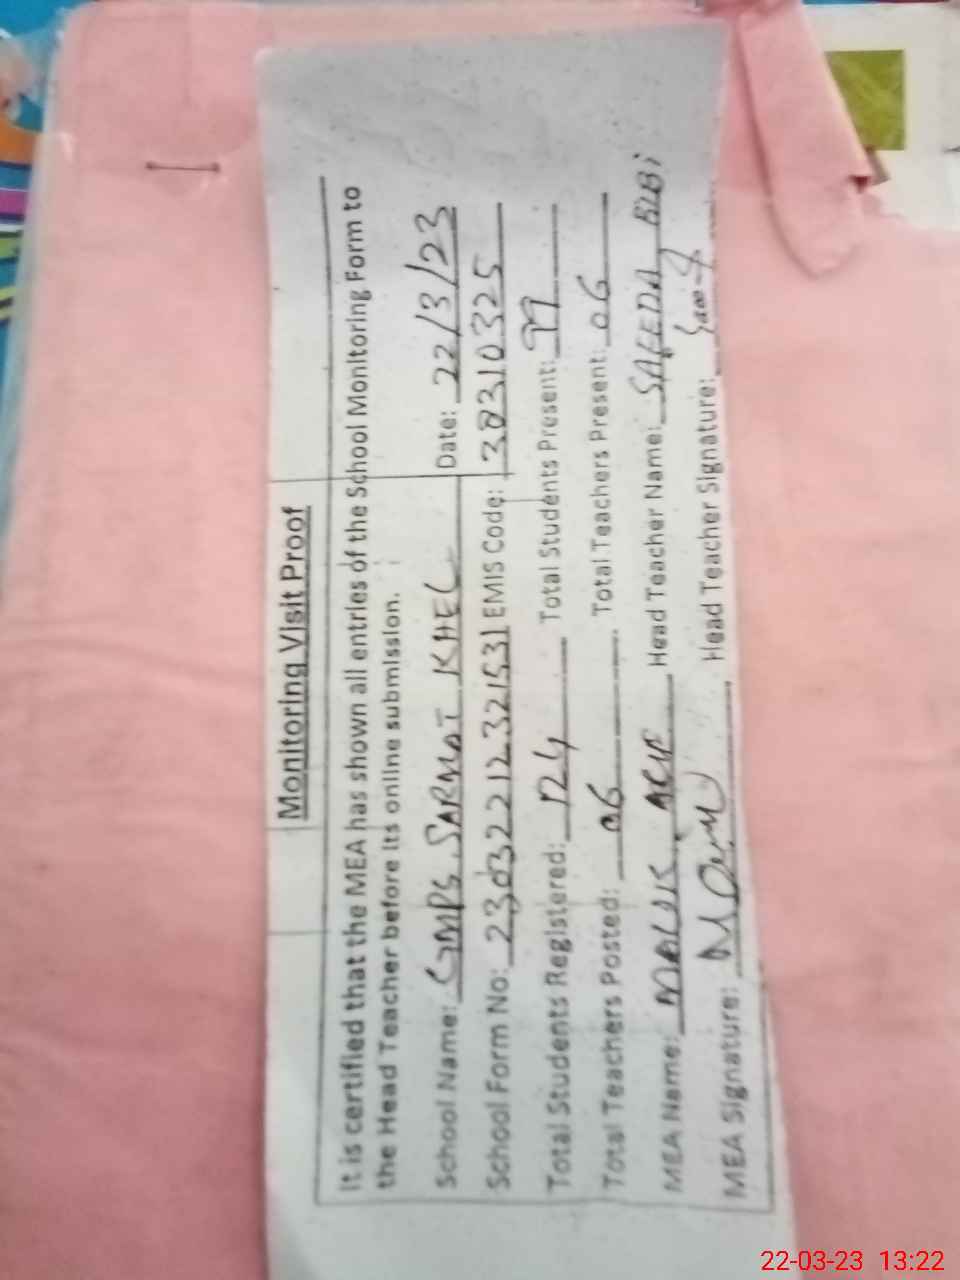 Monitoring Visit Proof
It is certified that the MEA has shown all entries of the School Monitoring Form to
the Head Teacher before its online submission.
School Name: GMPS SARMAT KHEL Date: 22/3/23
School Form No: 230322123221531 EMIS Code: 38310325
Total Students Registered: 124 Total Students Present: 99
Total Teachers Posted: 06 Total Teachers Present: 06
MEA Name: Head Teacher Name: SAEEDA BIBI
MEA Signature: Head Teacher Signature:
22-03-23 13:22